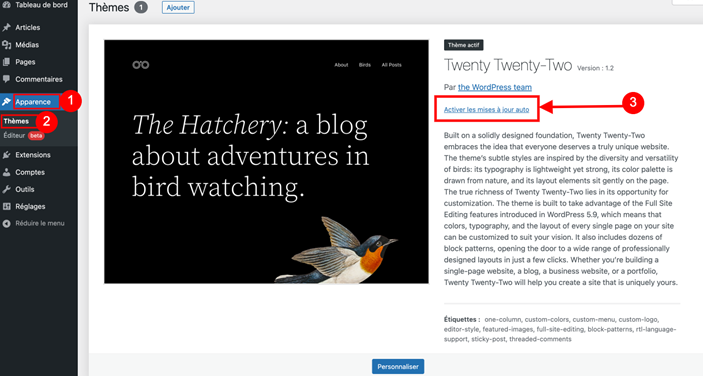 Tableau de bord
Articles
Médias
Pages
Commentaires
Apparence 1
Thèmes 2
Éditeur beta
Extensions
Comptes
Outils
Réglages
Réduire le menu
Thèmes 1 Ajouter
About Birds All Posts
The Hatchery: a blog
about adventures in
bird watching.
Thème actif
Twenty Twenty-Two Version : 1.2
Par the WordPress team
Activer les mises à jour auto 3
Built on a solidly designed foundation, Twenty Twenty-Two
embraces the idea that everyone deserves a truly unique website.
The theme's subtle styles are inspired by the diversity and versatility
of birds: its typography is lightweight yet strong, its color palette is
drawn from nature, and its layout elements sit gently on the page.
The true richness of Twenty Twenty-Two lies in its opportunity for
customization. The theme is built to take advantage of the Full Site
Editing features introduced in WordPress 5.9, which means that
colors, typography, and the layout of every single page on your site
can be customized to suit your vision. It also includes dozens of
block patterns, opening the door to a wide range of professionally
designed layouts in just a few clicks. Whether you're building a
single-page website, a blog, a business website, or a portfolio,
Twenty Twenty-Two will help you create a site that is uniquely yours.
Étiquettes : one-column, custom-colors, custom-menu, custom-logo,
editor-style, featured-images, full-site-editing, block-patterns, rtl-language-
support, sticky-post, threaded-comments
Personnaliser